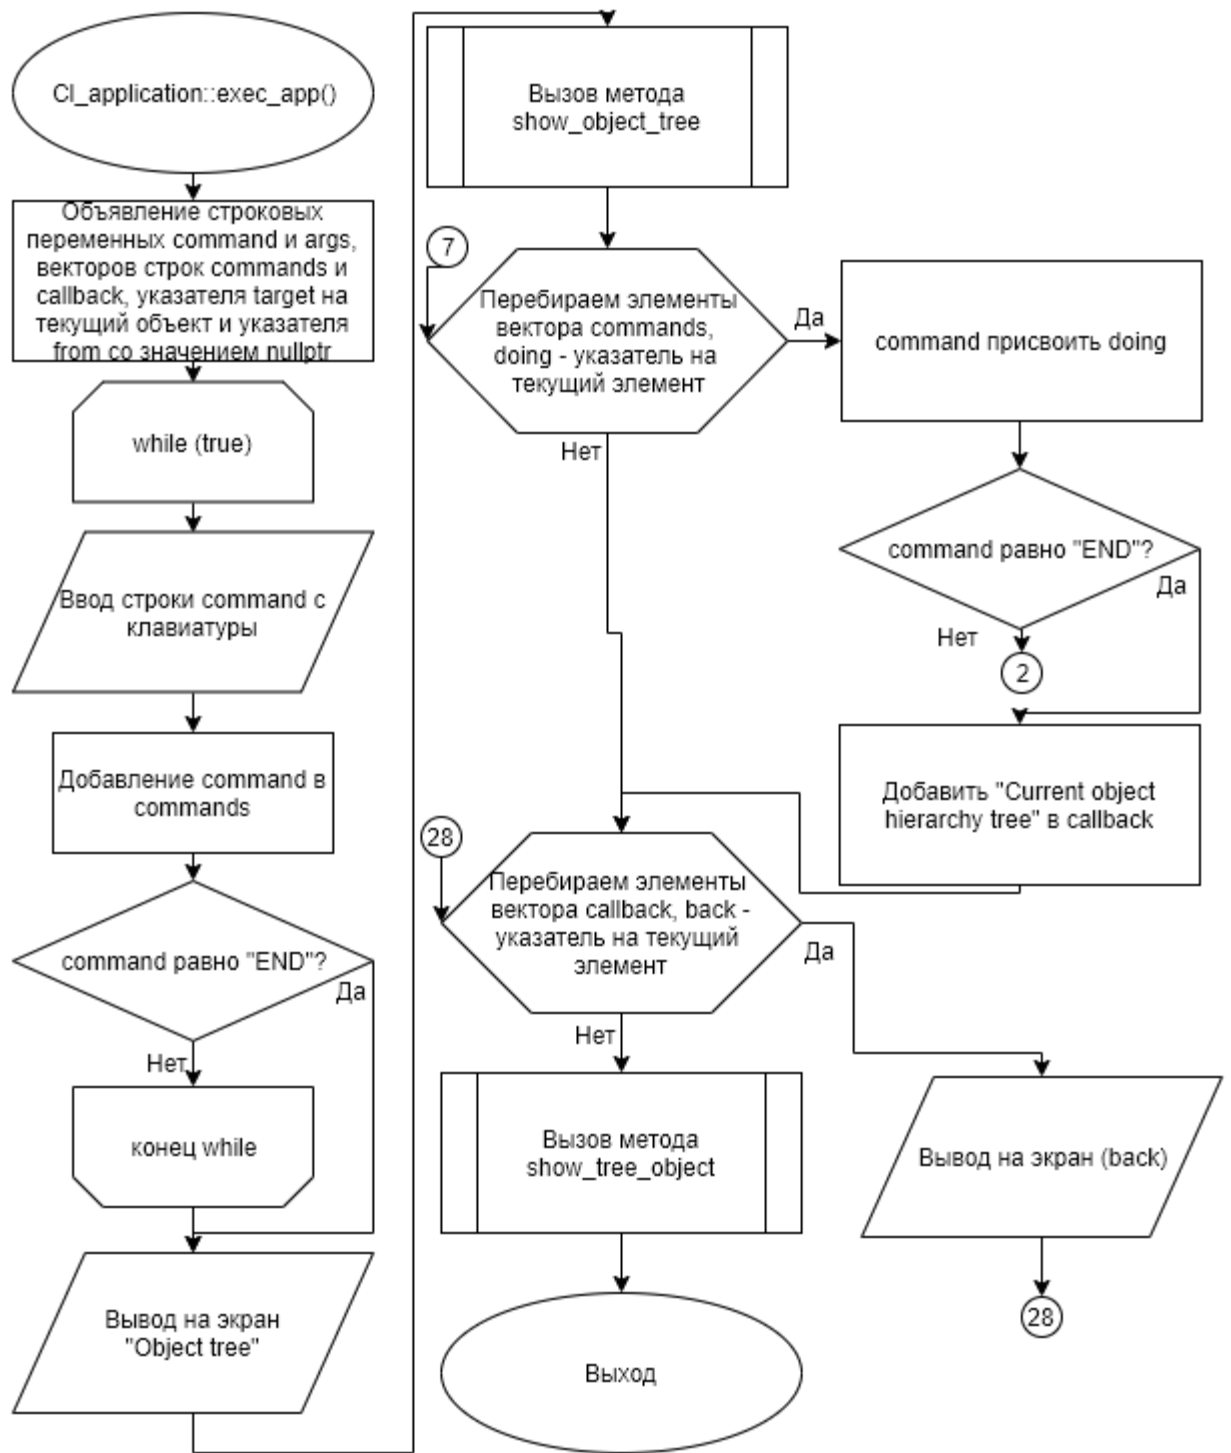 Cl_application::exec_app()
Объявление строковых
переменных command и args,
векторов строк commands и
callback, указателя target на
текущий объект и указателя
from со значением nullptr
while (true)
Ввод строки command с
клавиатуры
Добавление command в
commands
command равно "END"?
Да
Нет
конец while
Вывод на экран
"Object tree"
Вызов метода
show_object_tree
7
Перебираем элементы
вектора commands,
doing - указатель на
текущий элемент
Да
Нет
command присвоить doing
command равно "END"?
Да
Нет
2
Добавить "Current object
hierarchy tree" в callback
28
Перебираем элементы
вектора callback, back -
указатель на текущий
элемент
Да
Нет
Вызов метода
show_tree_object
Вывод на экран (back)
28
Выход